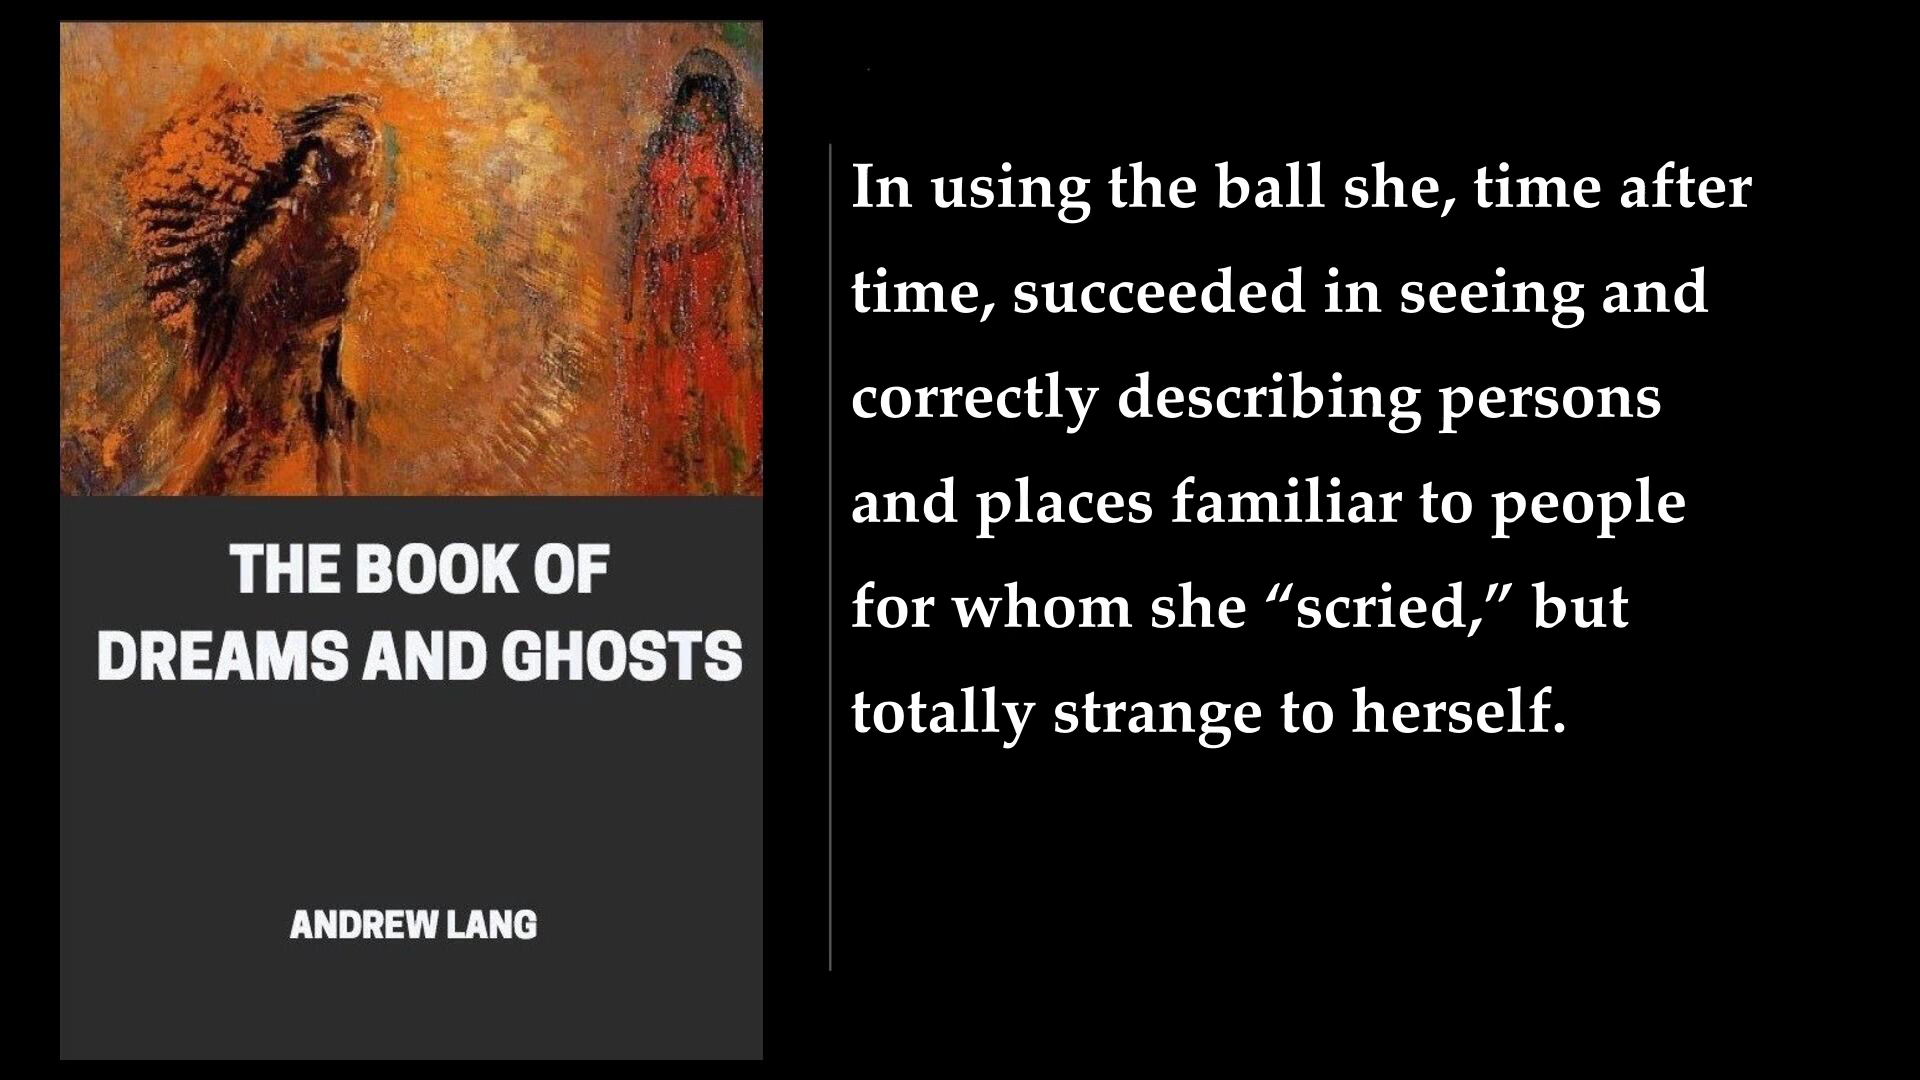 THE BOOK OF
DREAMS AND GHOSTS
ANDREW LANG
In using the ball she, time after
time, succeeded in seeing and
correctly describing persons
and places familiar to people
for whom she “scried,” but
totally strange to herself.